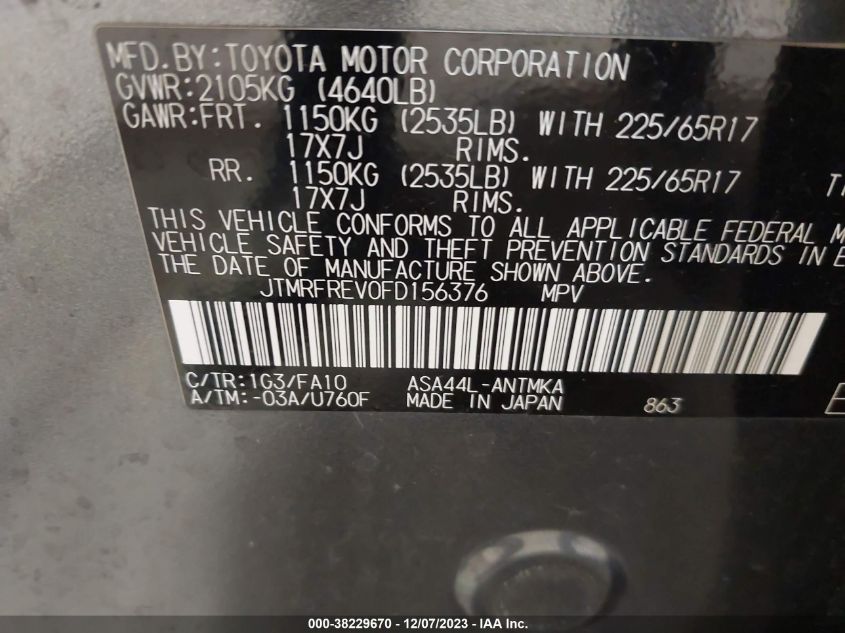 MFD. BY: TOYOTA MOTOR CORPORATION
GVWR: 2105KG (4640LB)
GAWR: FRT. 1150KG (2535LB) WITH 225/65R17
17X7J RIMS.
RR. 1150KG (2535LB) WITH 225/65R17
17X7J RIMS.
THIS VEHICLE CONFORMS TO ALL APPLICABLE FEDERAL
VEHICLE SAFETY AND THEFT PREVENTION STANDARDS IN
THE DATE OF MANUFACTURE SHOWN ABOVE.
JTMRFREV0FD156376 MPV
C/TR: 1G3/FA10 ASA44L-ANTMKA
A/TM: -03A/U760F MADE IN JAPAN 863
000-38229670 - 12/07/2023 - IAA Inc.